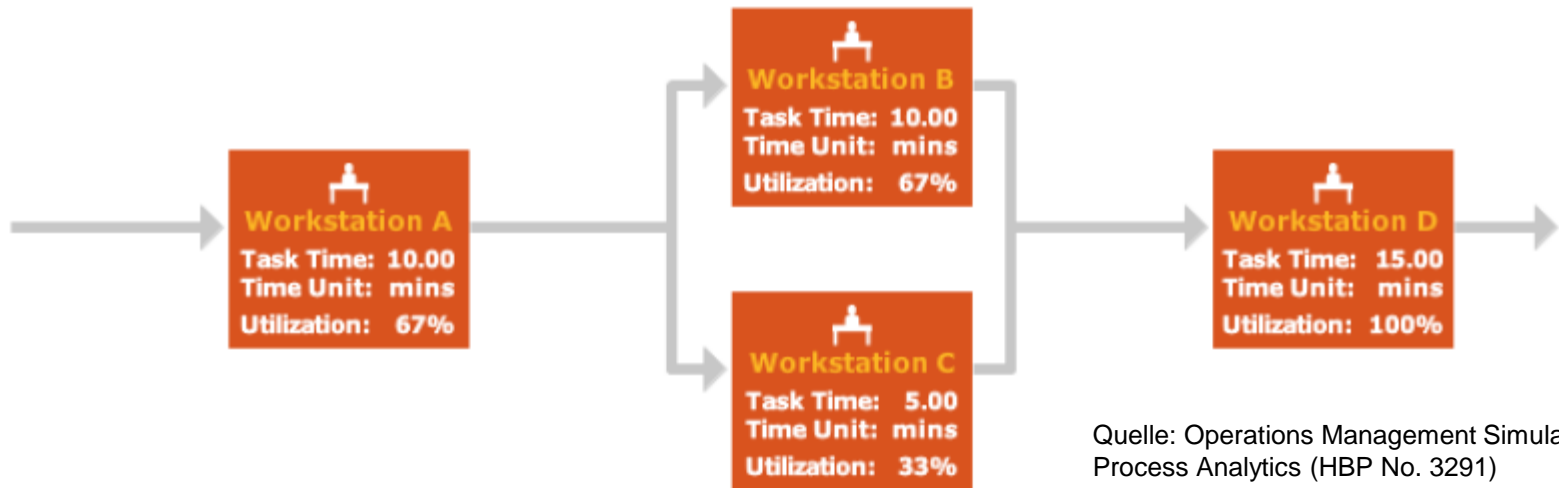 Workstation A
Task Time: 10.00
Time Unit: mins
Utilization: 67%
Workstation B
Task Time: 10.00
Time Unit: mins
Utilization: 67%
Workstation C
Task Time: 5.00
Time Unit: mins
Utilization: 33%
Workstation D
Task Time: 15.00
Time Unit: mins
Utilization: 100%
Quelle: Operations Management Simula
Process Analytics (HBP No. 3291)